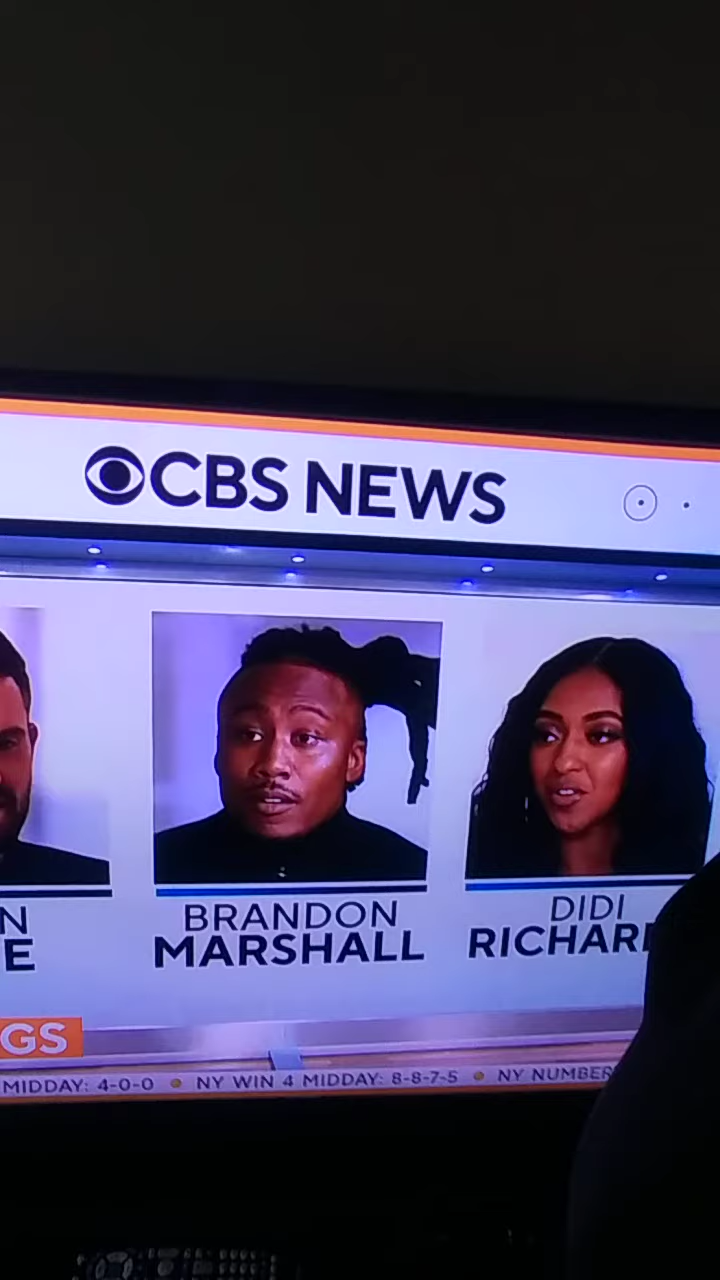 CBS NEWS
N
E
BRANDON
MARSHALL
DIDI
RICHAR
GS
MIDDAY: 4-0-0 • NY WIN 4 MIDDAY: 8-8-7-5 • NY NUMBER